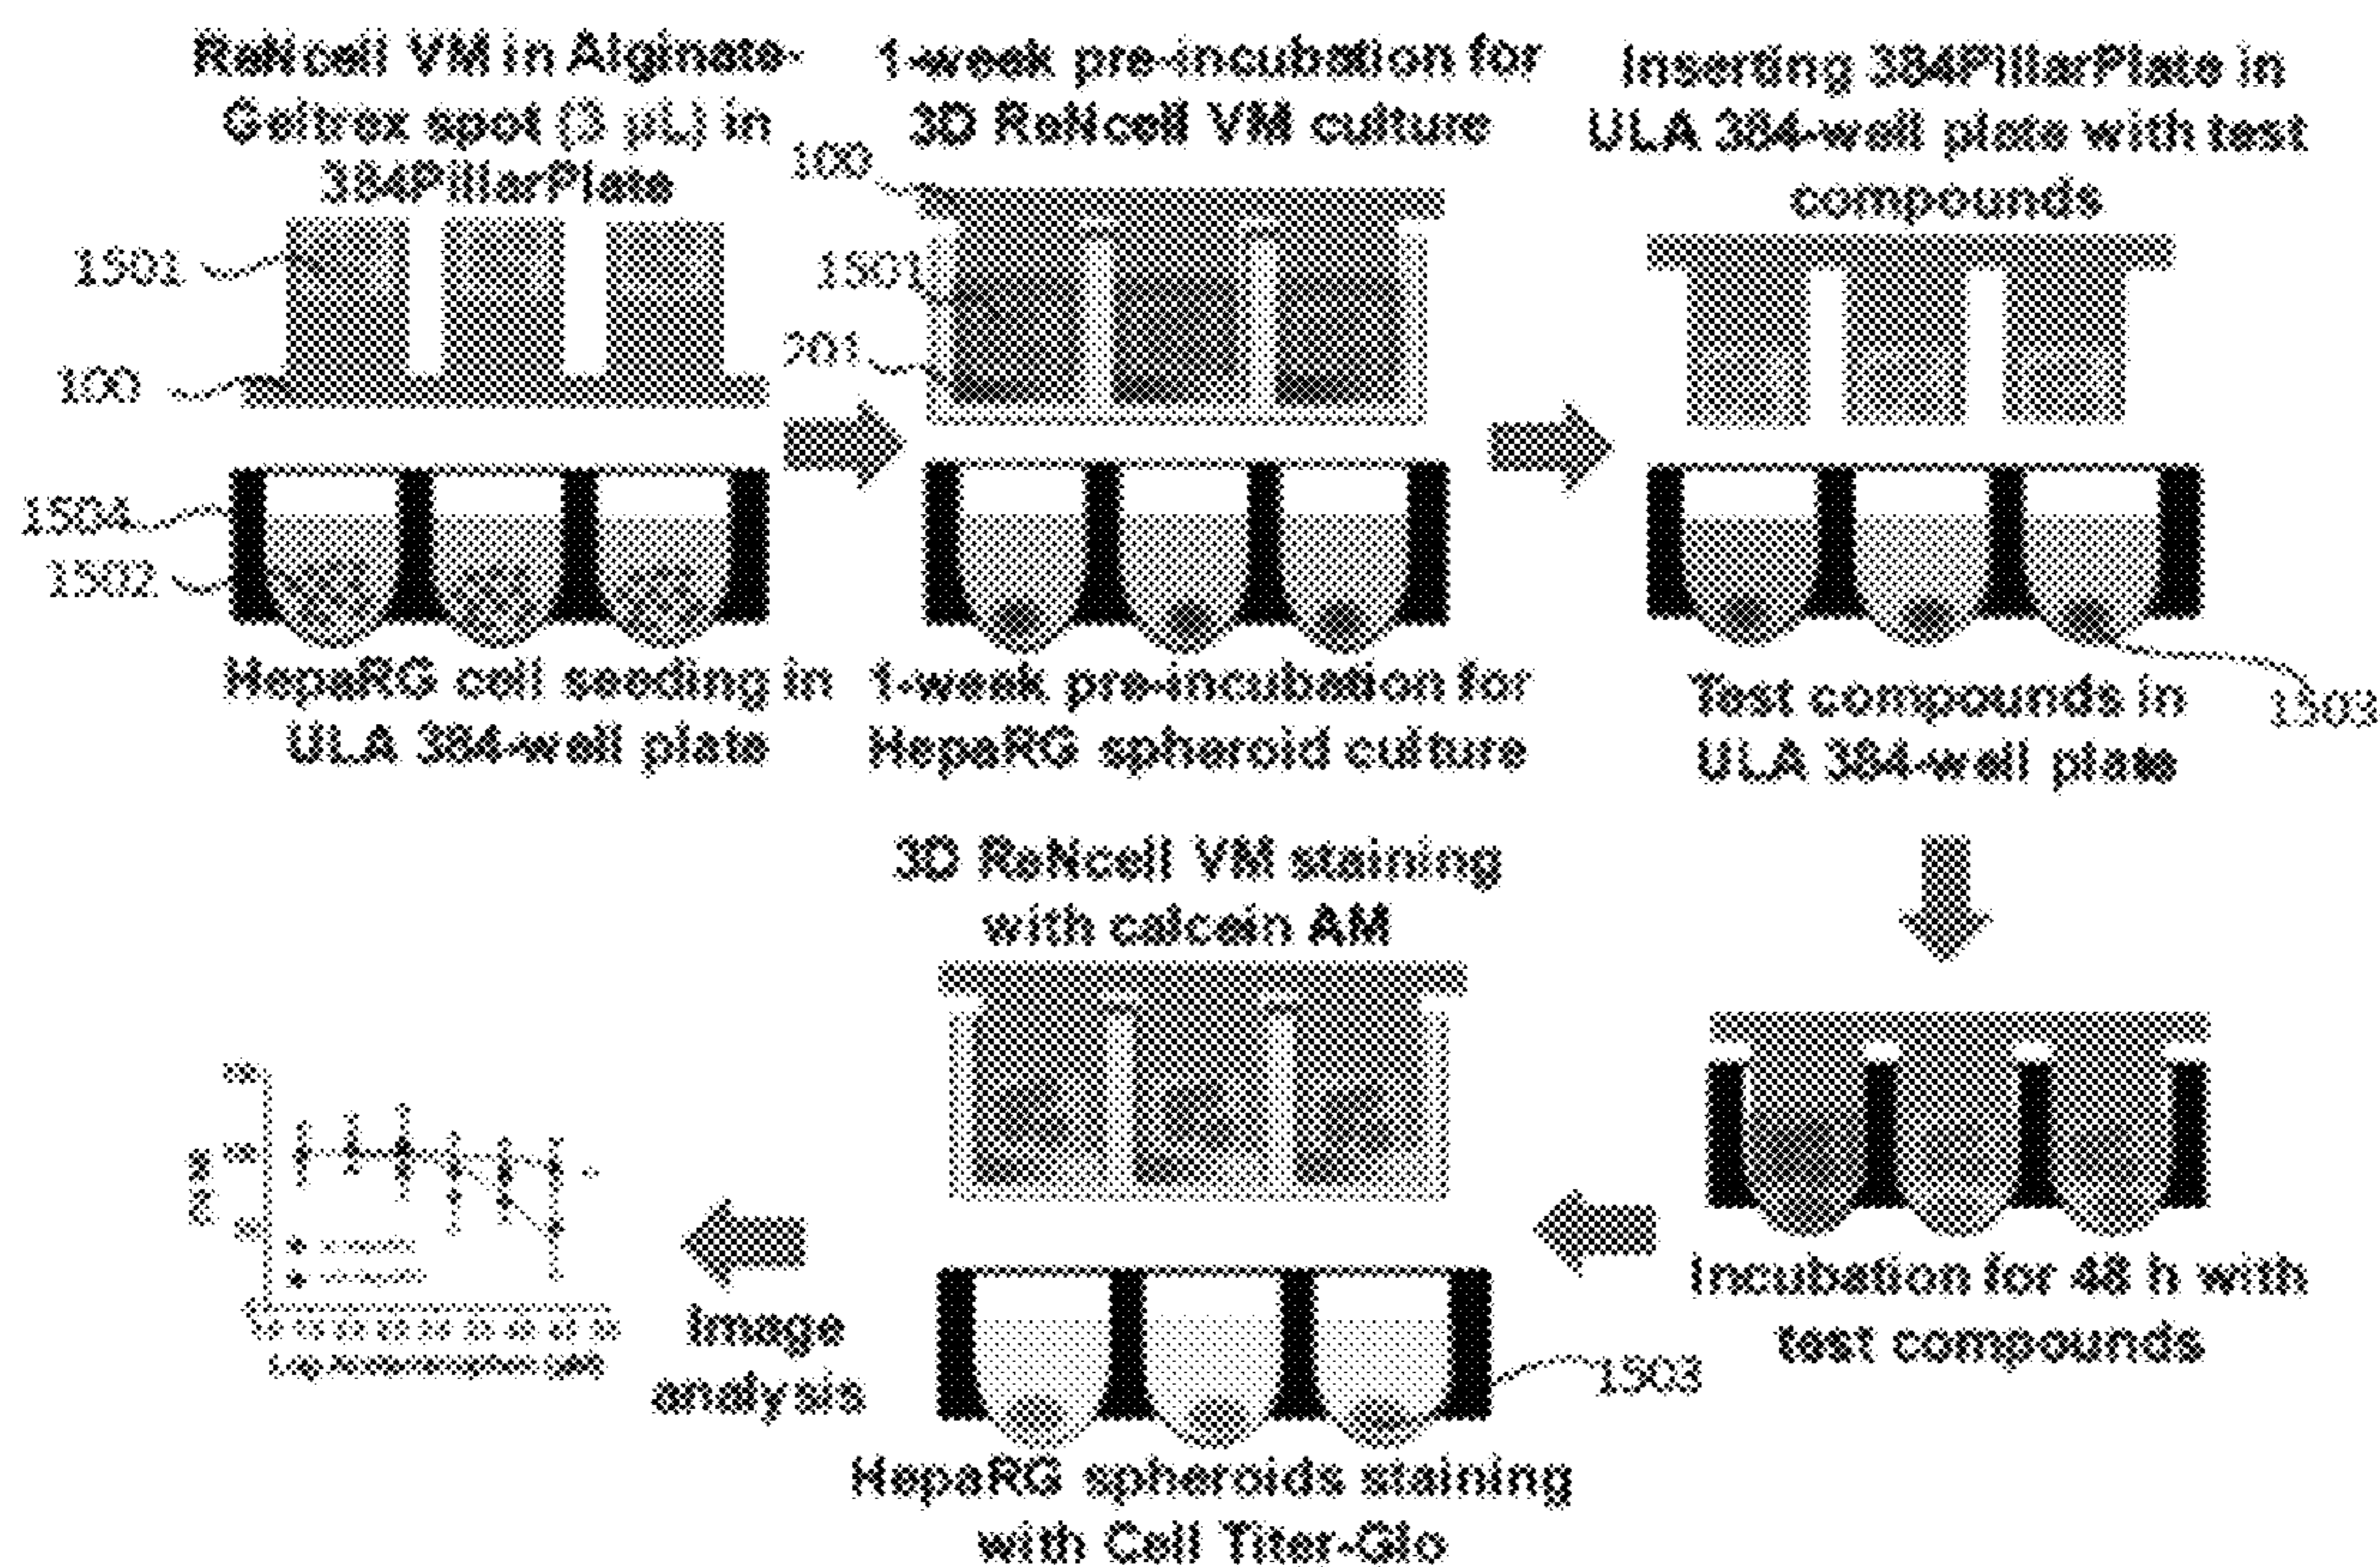 ReNcell VM in Alginate-
Geltrex spot (3 µL) in
384PillarPlate
1501
100
1504
1502
HepaRG cell seeding in
ULA 384-well plate
1-week pre-incubation for
3D ReNcell VM culture
100
1501
201
1-week pre-incubation for
HepaRG spheroid culture
Inserting 384PillarPlate in
ULA 384-well plate with test
compounds
Test compounds in
ULA 384-well plate
1503
Incubation for 48 h with
test compounds
3D ReNcell VM staining
with calcein AM
1503
HepaRG spheroids staining
with Cell Titer-Glo
Image
analysis